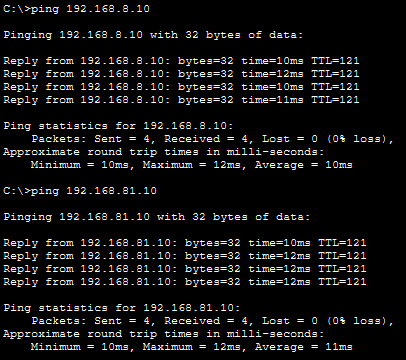 C:\>ping 192.168.8.10
Pinging 192.168.8.10 with 32 bytes of data:
Reply from 192.168.8.10: bytes=32 time=10ms TTL=121
Reply from 192.168.8.10: bytes=32 time=12ms TTL=121
Reply from 192.168.8.10: bytes=32 time=10ms TTL=121
Reply from 192.168.8.10: bytes=32 time=11ms TTL=121
Ping statistics for 192.168.8.10:
Packets: Sent = 4, Received = 4, Lost = 0 (0% loss),
Approximate round trip times in milli-seconds:
Minimum = 10ms, Maximum = 12ms, Average = 10ms
C:\>ping 192.168.81.10
Pinging 192.168.81.10 with 32 bytes of data:
Reply from 192.168.81.10: bytes=32 time=10ms TTL=121
Reply from 192.168.81.10: bytes=32 time=12ms TTL=121
Reply from 192.168.81.10: bytes=32 time=12ms TTL=121
Reply from 192.168.81.10: bytes=32 time=12ms TTL=121
Ping statistics for 192.168.81.10:
Packets: Sent = 4, Received = 4, Lost = 0 (0% loss),
Approximate round trip times in milli-seconds:
Minimum = 10ms, Maximum = 12ms, Average = 11ms